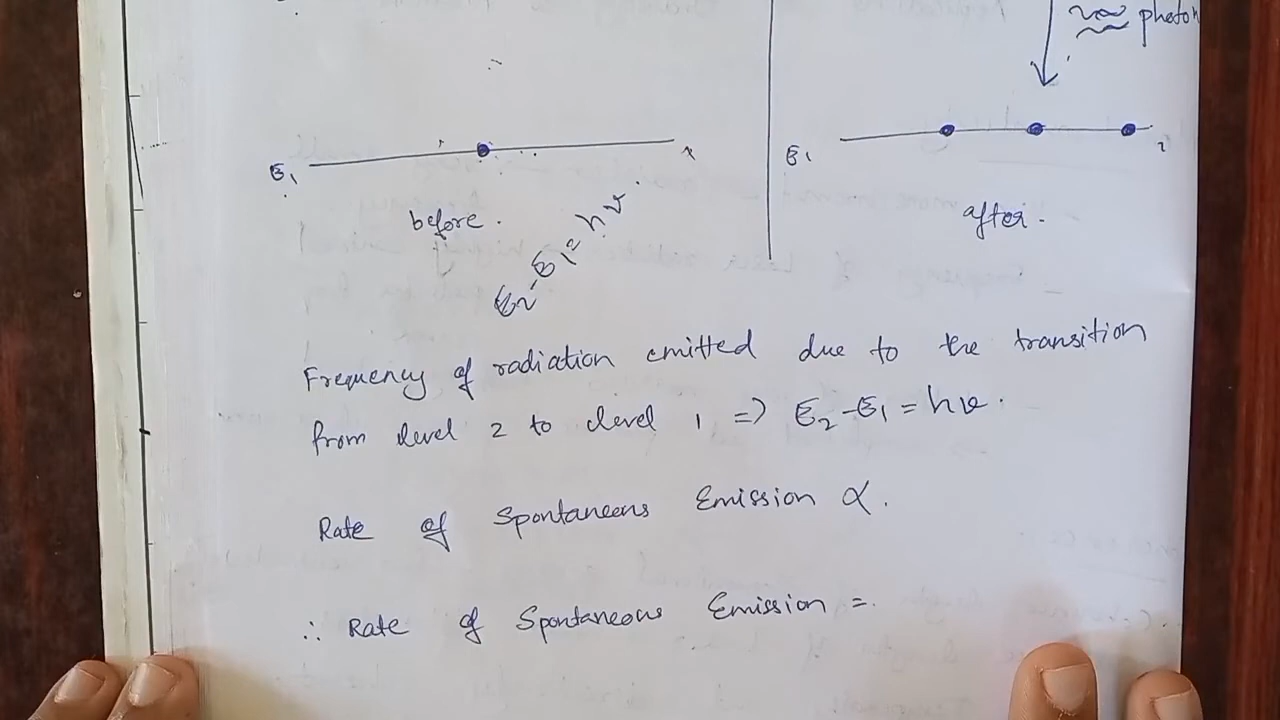 photon
E₁
E₁
before.
after.
E₂-E₁=hν.
Frequency of radiation emitted due to the transition
from level 2 to level 1 => E₂-E₁=hν.
Rate of Spontaneous Emission ∝.
∴ Rate of Spontaneous Emission =.